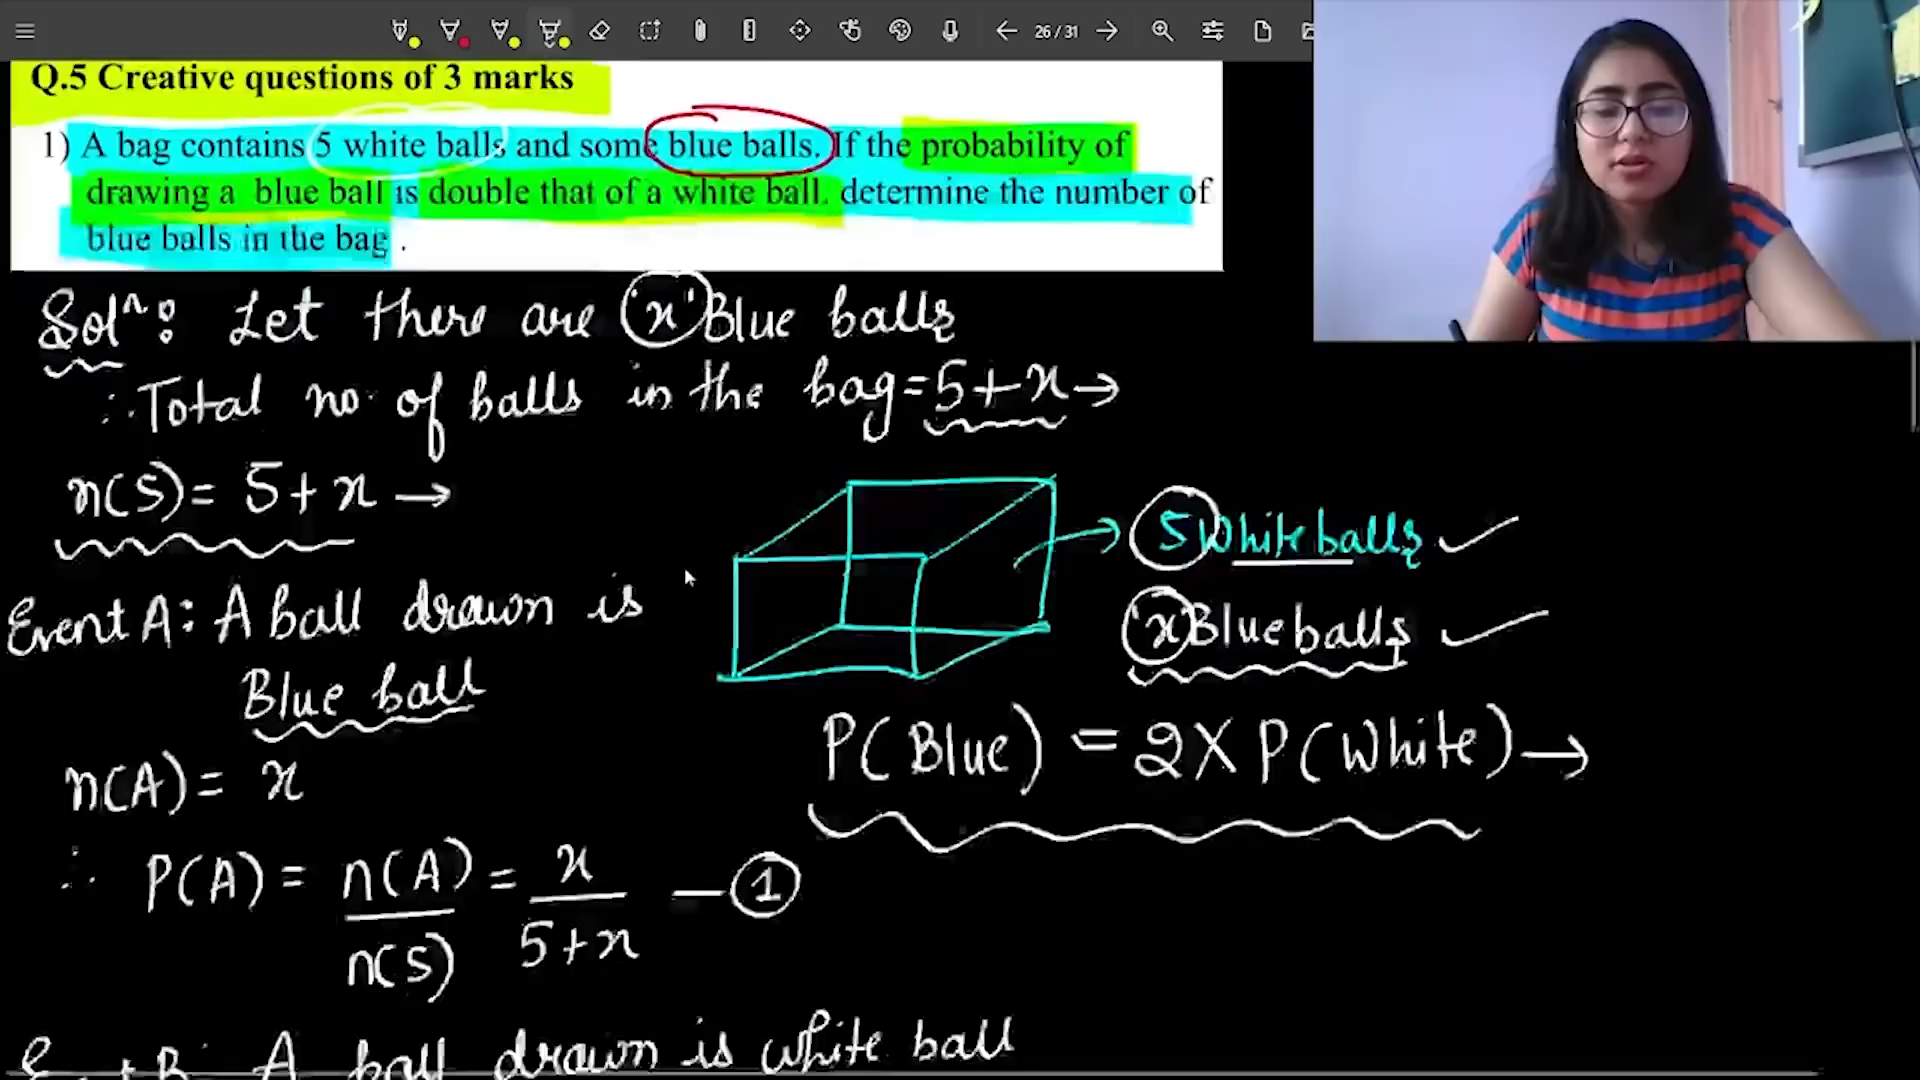 26/31
Q.5 Creative questions of 3 marks
1) A bag contains 5 white balls and some blue balls. If the probability of
drawing a blue ball is double that of a white ball, determine the number of
blue balls in the bag .
Solⁿ: Let there are 'x' Blue balls
∴ Total no. of balls in the bag = 5+x →
n(S) = 5+x →
5 White balls ✓
x Blue balls ✓
Event A: A ball drawn is
Blue ball
P(Blue) = 2 X P(White) →
n(A) = x
∴ P(A) = n(A)/n(S) = x/5+x — ①
A ball drawn is white ball